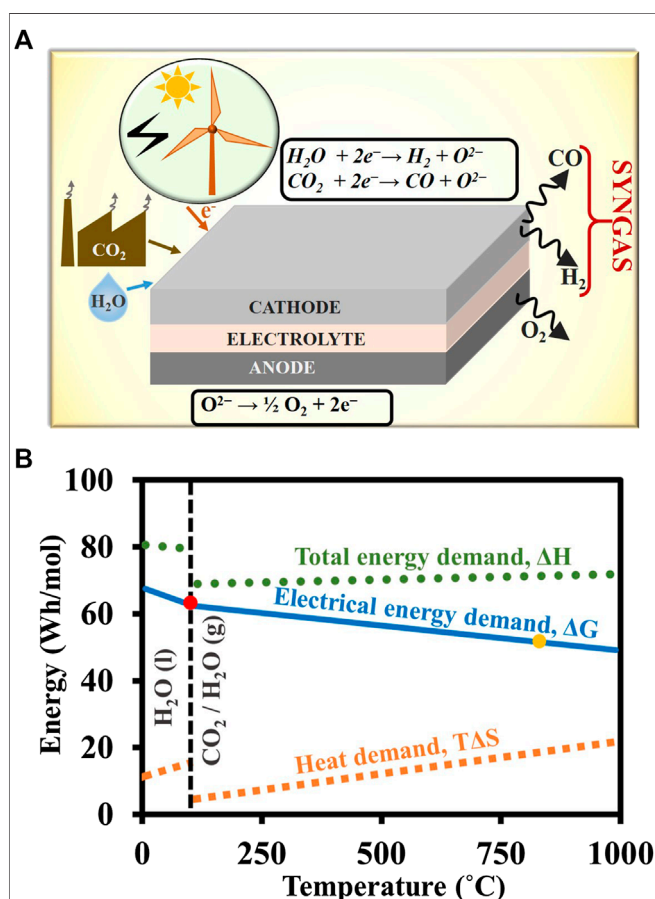 A
H₂O + 2e⁻→ H₂ + O²⁻
CO₂ + 2e⁻→ CO + O²⁻
e⁻
CO₂
H₂O
CATHODE
ELECTROLYTE
ANODE
CO
H₂
O₂
SYNGAS
O²⁻ → ½ O₂ + 2e⁻
B
Energy (Wh/mol)
100
80
60
40
20
0
H₂O (l)
CO₂ / H₂O (g)
Total energy demand, ΔH
Electrical energy demand, ΔG
Heat demand, TΔS
0
250
500
750
1000
Temperature (˚C)